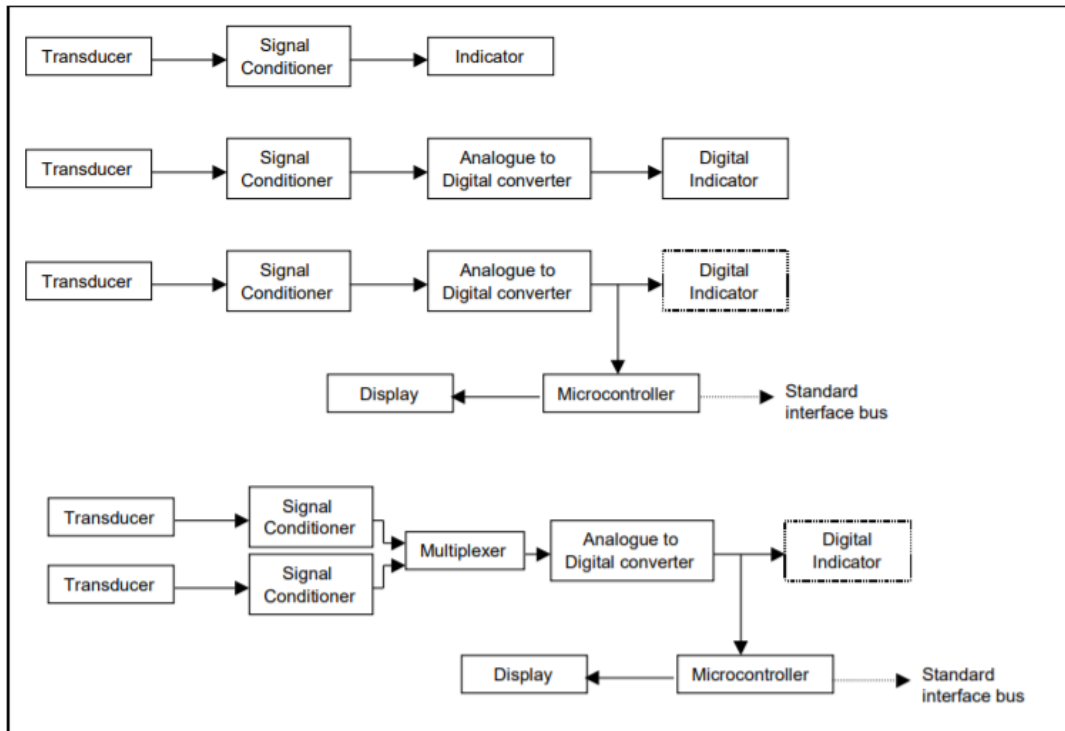 Transducer
Signal
Conditioner
Indicator
Transducer
Signal
Conditioner
Analogue to
Digital converter
Digital
Indicator
Transducer
Signal
Conditioner
Analogue to
Digital converter
Digital
Indicator
Display
Microcontroller
Standard
interface bus
Transducer
Signal
Conditioner
Transducer
Signal
Conditioner
Multiplexer
Analogue to
Digital converter
Digital
Indicator
Display
Microcontroller
Standard
interface bus